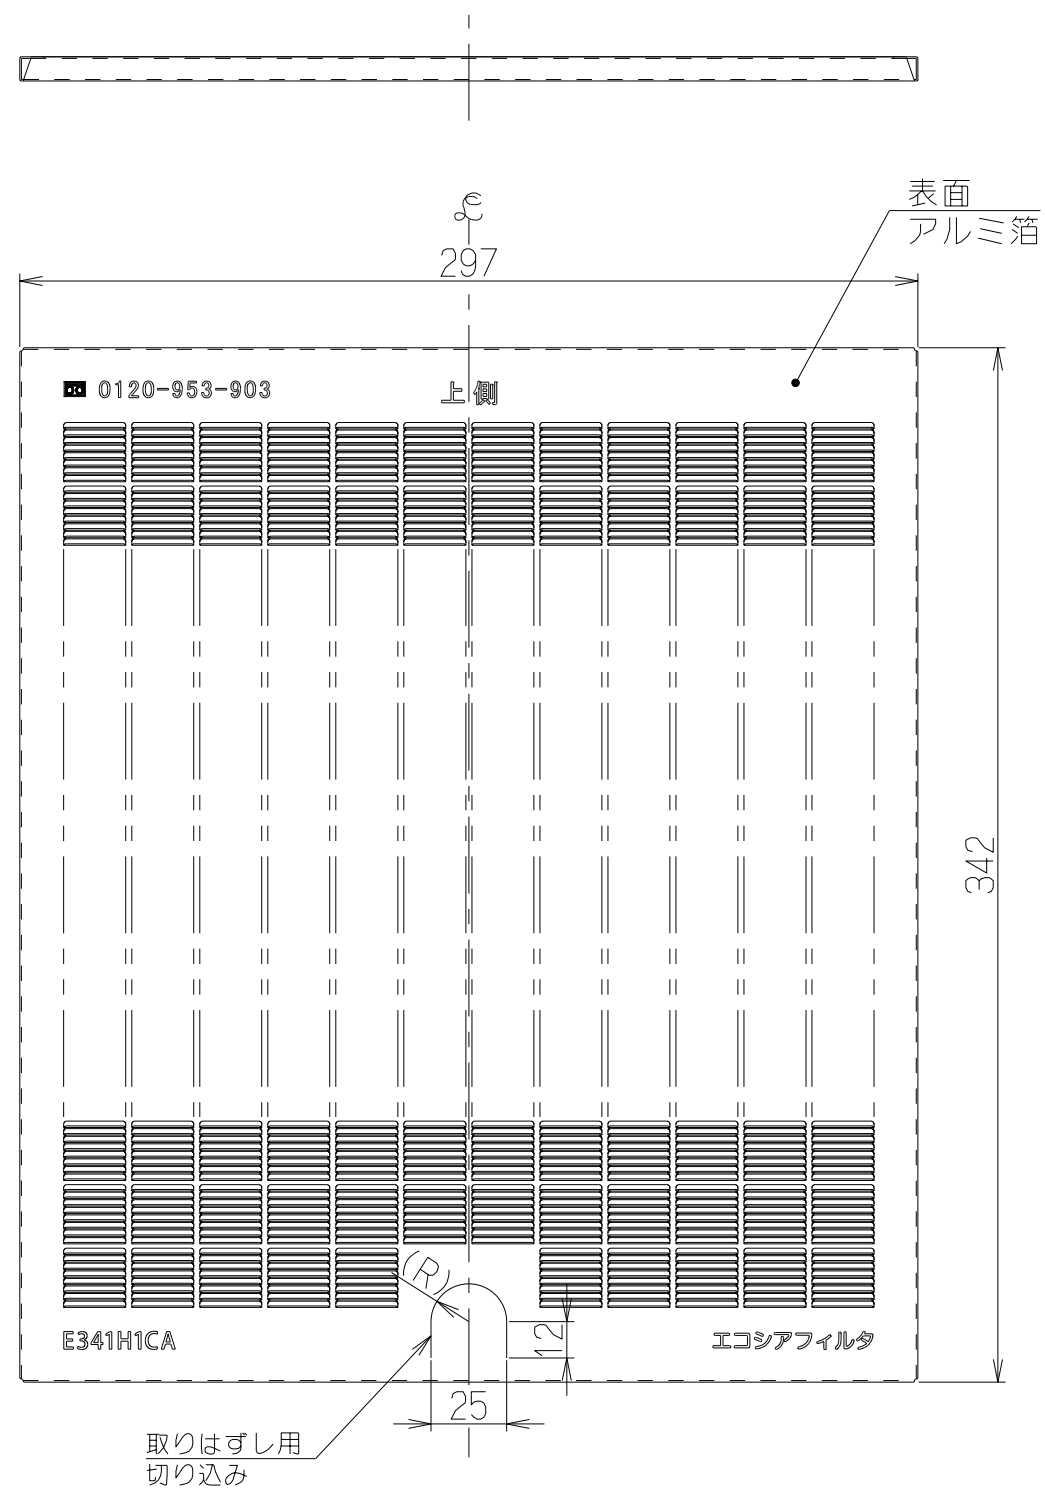 ℄
表面
アルミ箔
297
0120-953-903
上側
342
(R)
12
E341H1CA
エコシアフィルタ
25
取りはずし用
切り込み